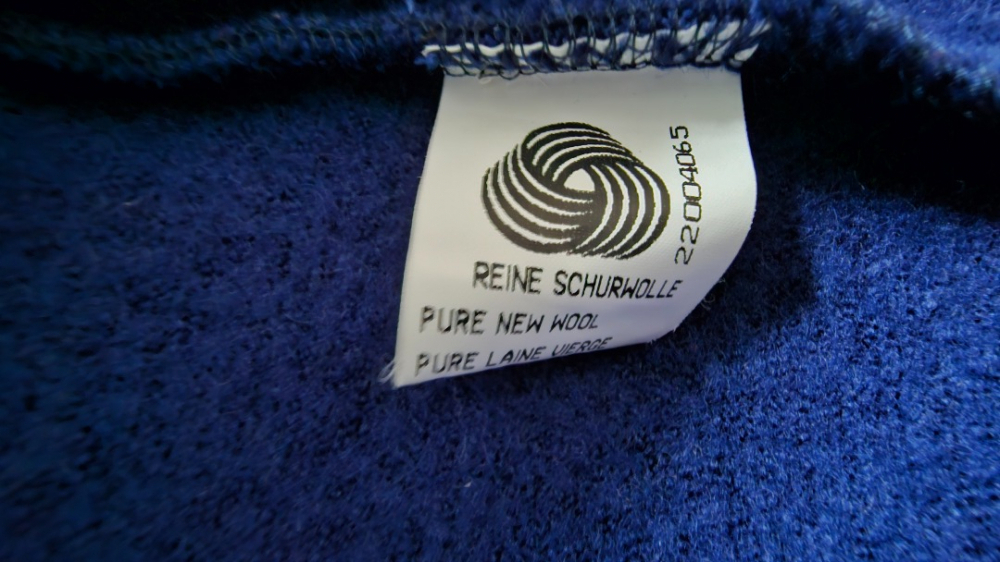 22004065
REINE SCHURWOLLE
PURE NEW WOOL
PURE LAINE VIERGE